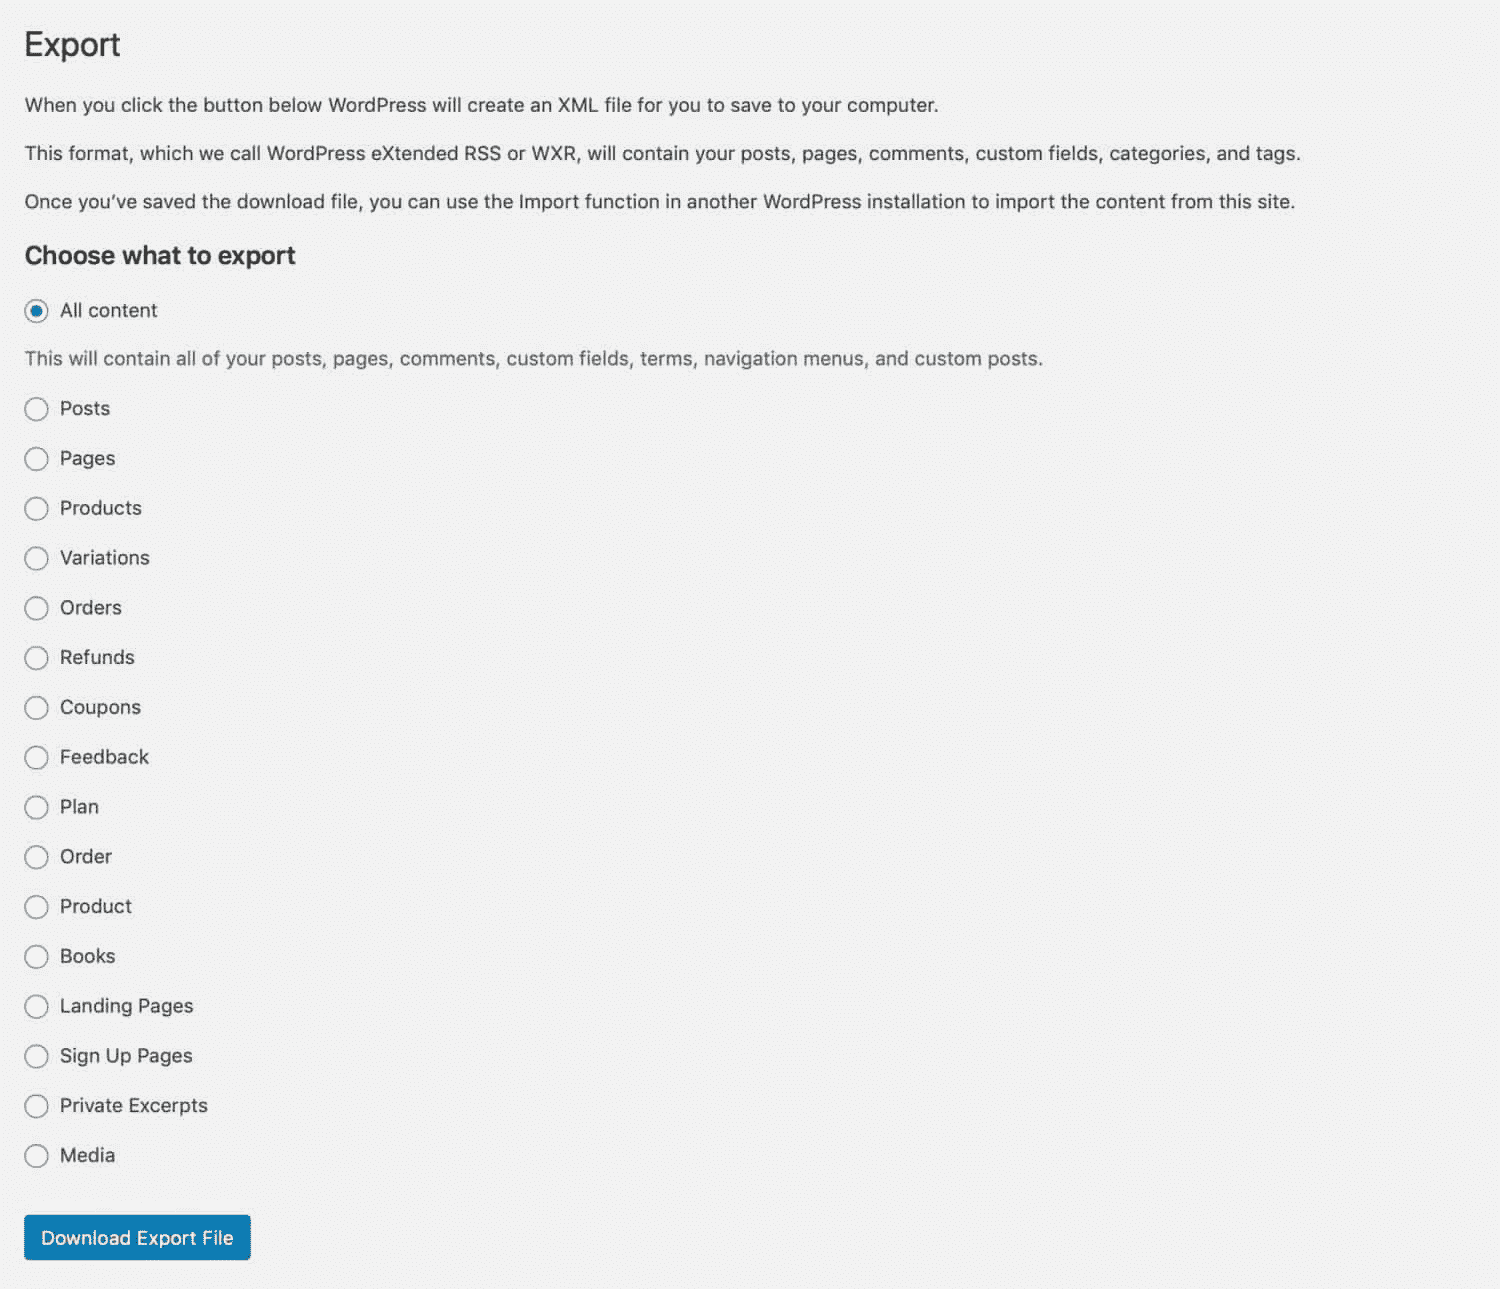 Export
When you click the button below WordPress will create an XML file for you to save to your computer.
This format, which we call WordPress eXtended RSS or WXR, will contain your posts, pages, comments, custom fields, categories, and tags.
Once you’ve saved the download file, you can use the Import function in another WordPress installation to import the content from this site.
Choose what to export
All content
This will contain all of your posts, pages, comments, custom fields, terms, navigation menus, and custom posts.
Posts
Pages
Products
Variations
Orders
Refunds
Coupons
Feedback
Plan
Order
Product
Books
Landing Pages
Sign Up Pages
Private Excerpts
Media
Download Export File